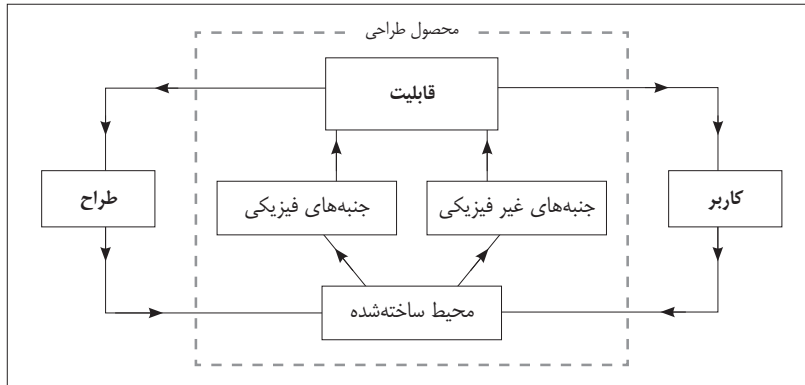 محصول طراحی
قابلیت
کاربر
طراح
جنبه‌های غیر فیزیکی
جنبه‌های فیزیکی
محیط ساخته‌شده